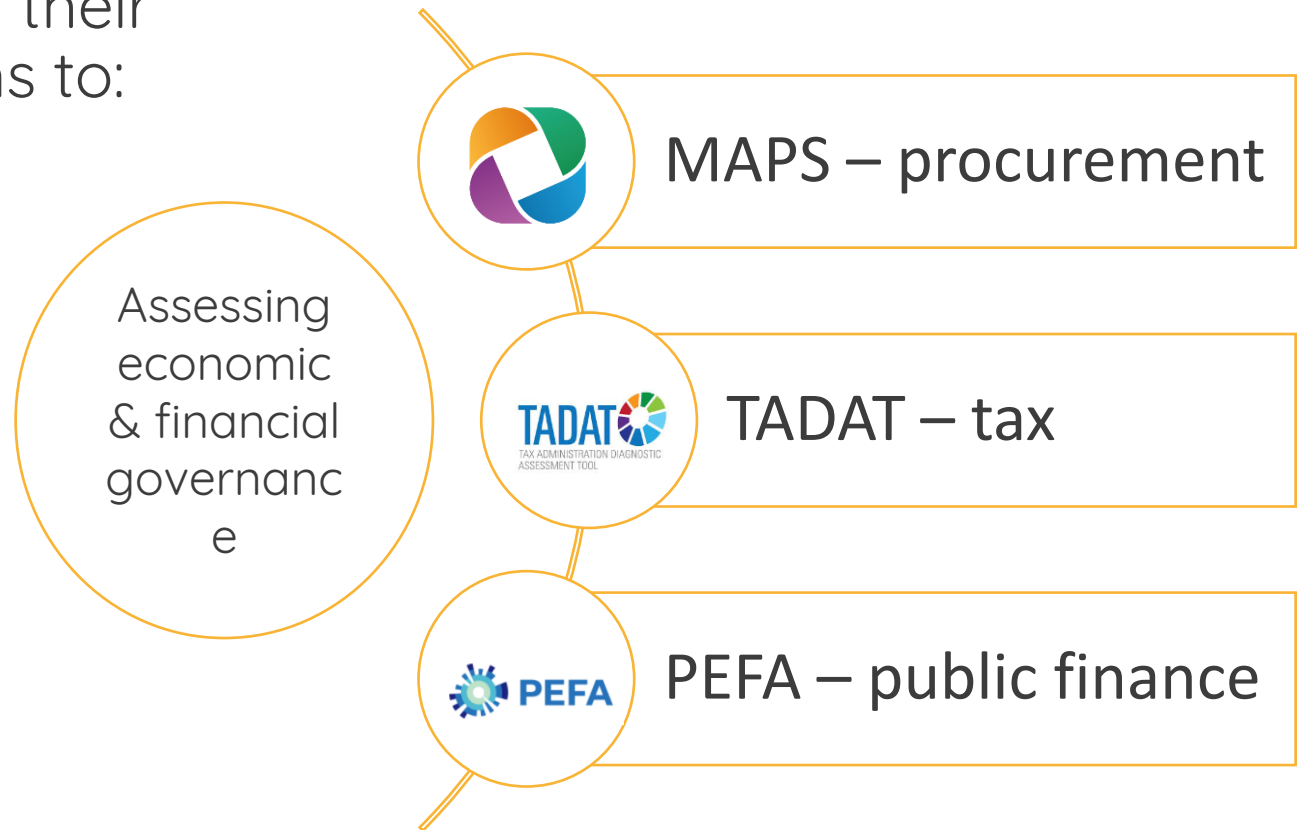 their
ns to:
MAPS – procurement
Assessing
economic
& financial
governanc
e
TADAT
TAX ADMINISTRATION DIAGNOSTIC
ASSESSMENT TOOL
TADAT – tax
PEFA
PEFA – public finance